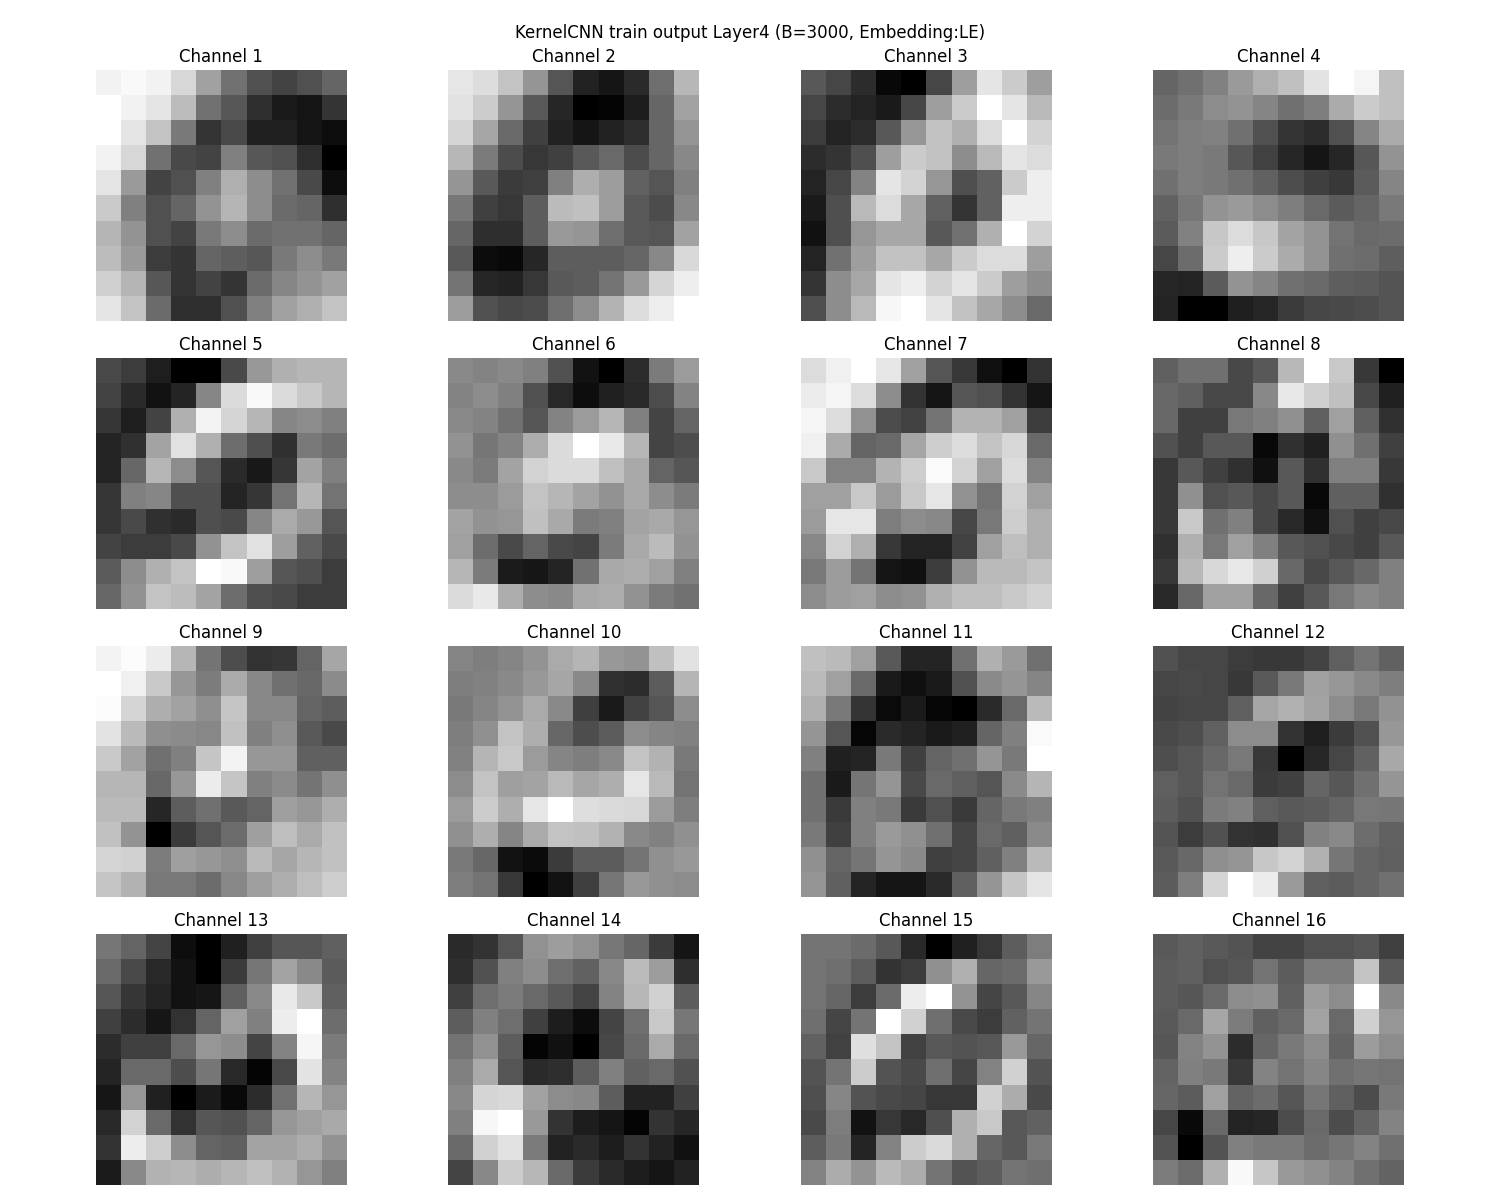 KernelCNN train output Layer4 (B=3000, Embedding:LE)
Channel 1 Channel 2 Channel 3 Channel 4
Channel 5 Channel 6 Channel 7 Channel 8
Channel 9 Channel 10 Channel 11 Channel 12
Channel 13 Channel 14 Channel 15 Channel 16